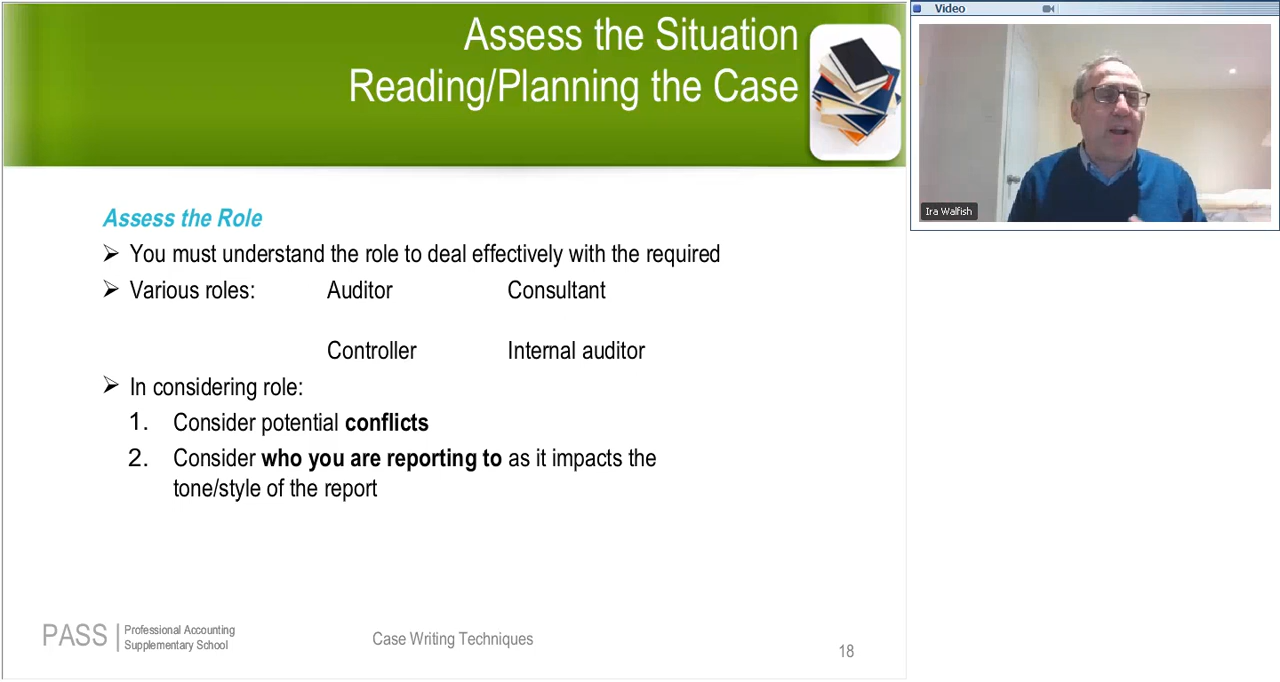 Assess the Situation
Reading/Planning the Case
Video
Ira Walfish
Assess the Role
➢ You must understand the role to deal effectively with the required
➢ Various roles: Auditor Consultant
Controller Internal auditor
➢ In considering role:
1. Consider potential conflicts
2. Consider who you are reporting to as it impacts the
tone/style of the report
PASS | Professional Accounting
Supplementary School
Case Writing Techniques
18